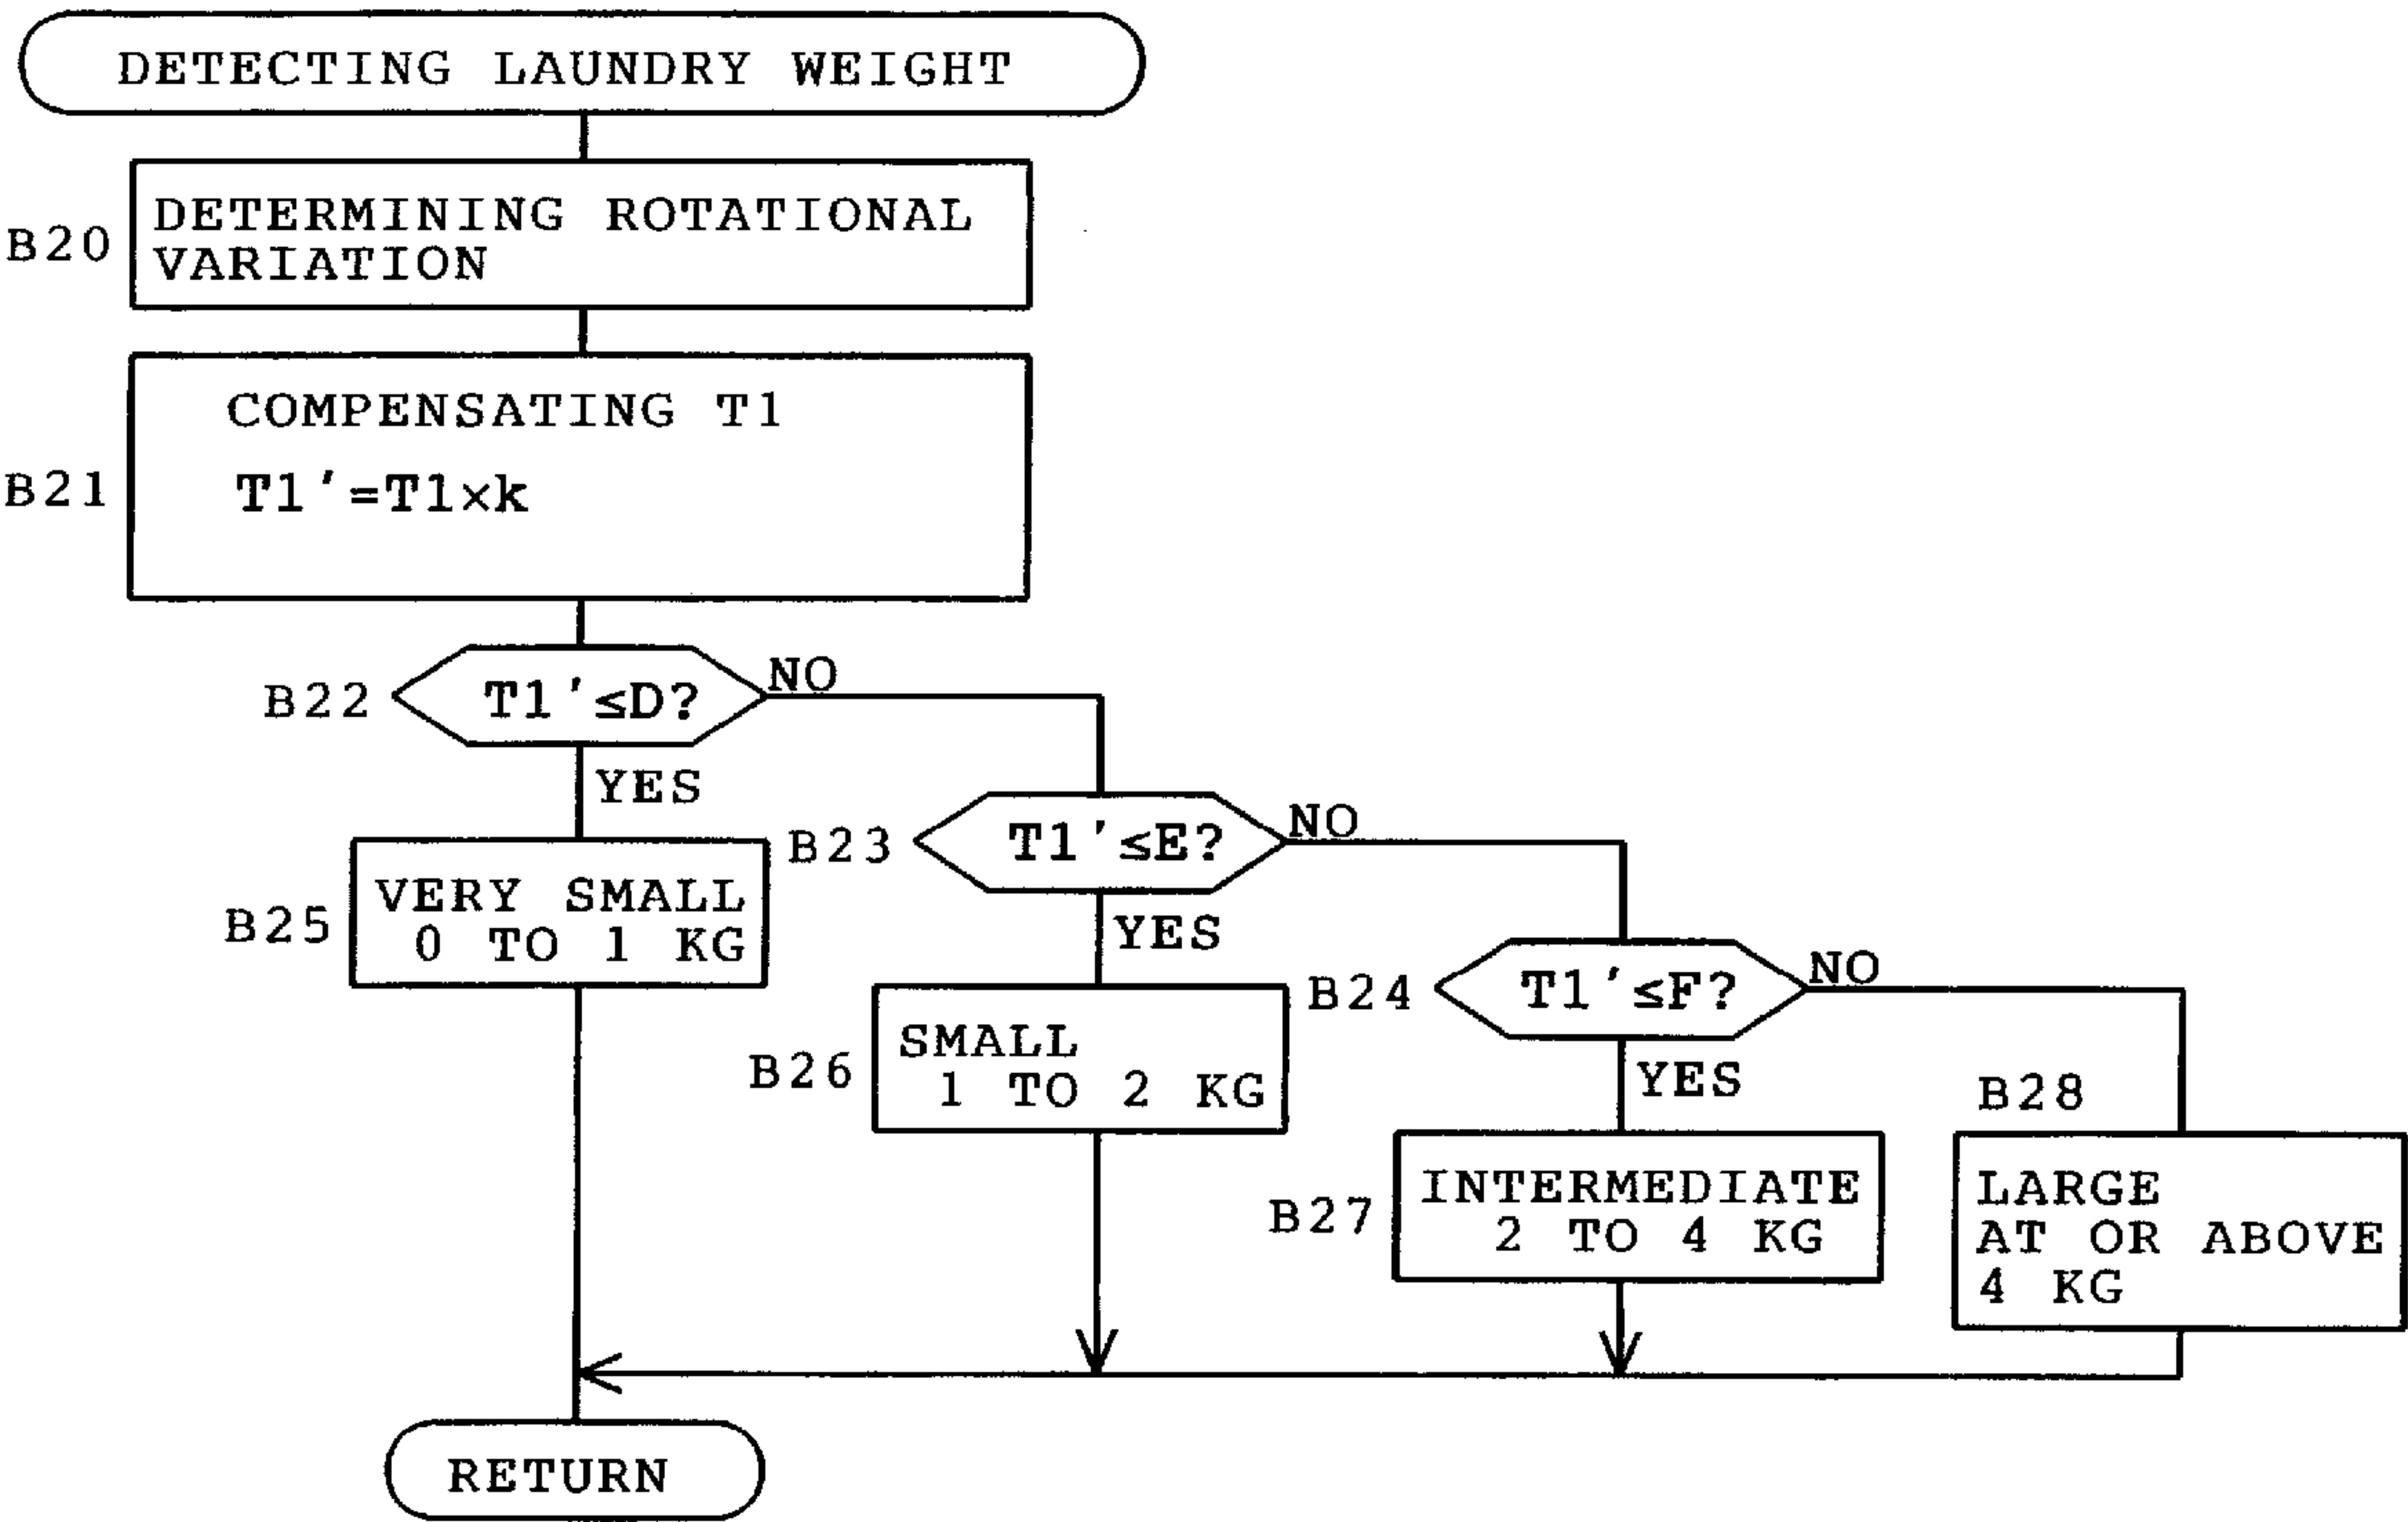 DETECTING LAUNDRY WEIGHT
B20
DETERMINING ROTATIONAL
VARIATION
B21
COMPENSATING T1
T1'=T1×k
B22
T1'≤D?
NO
YES
B23
T1'≤E?
NO
YES
B24
T1'≤F?
NO
YES
B25
VERY SMALL
0 TO 1 KG
B26
SMALL
1 TO 2 KG
B27
INTERMEDIATE
2 TO 4 KG
B28
LARGE
AT OR ABOVE
4 KG
RETURN